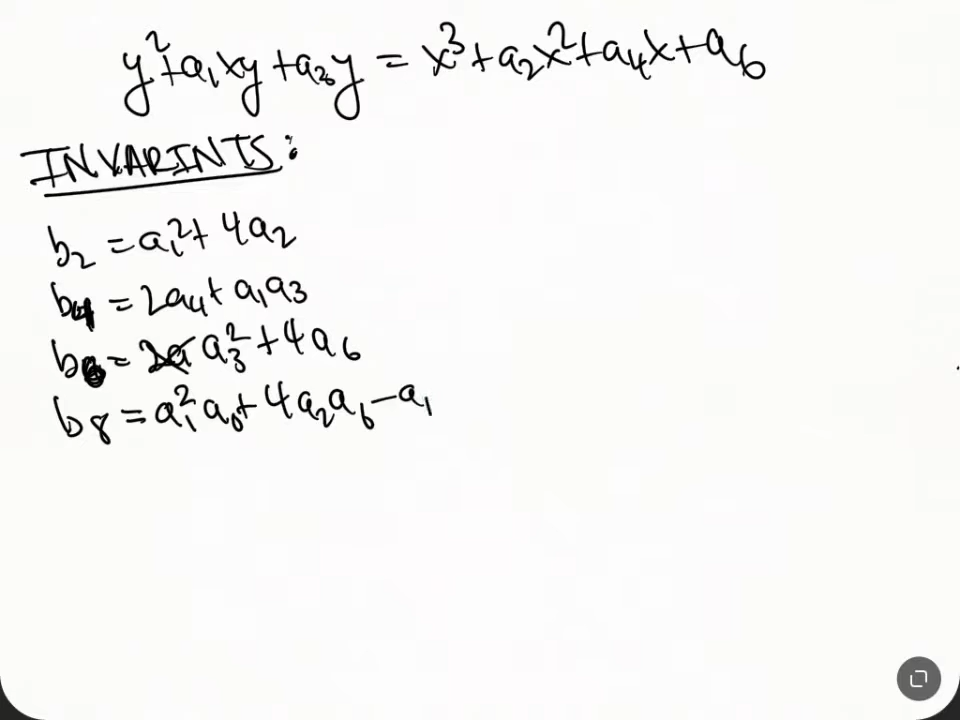 y² + a₁xy + a₃y = x³ + a₂x² + a₄x + a₆
INVARINTS:
b₂ = a₁² + 4a₂
b₄ = 2a₄ + a₁a₃
b₆ = a₃² + 4a₆
b₈ = a₁²a₆ + 4a₂a₆ - a₁